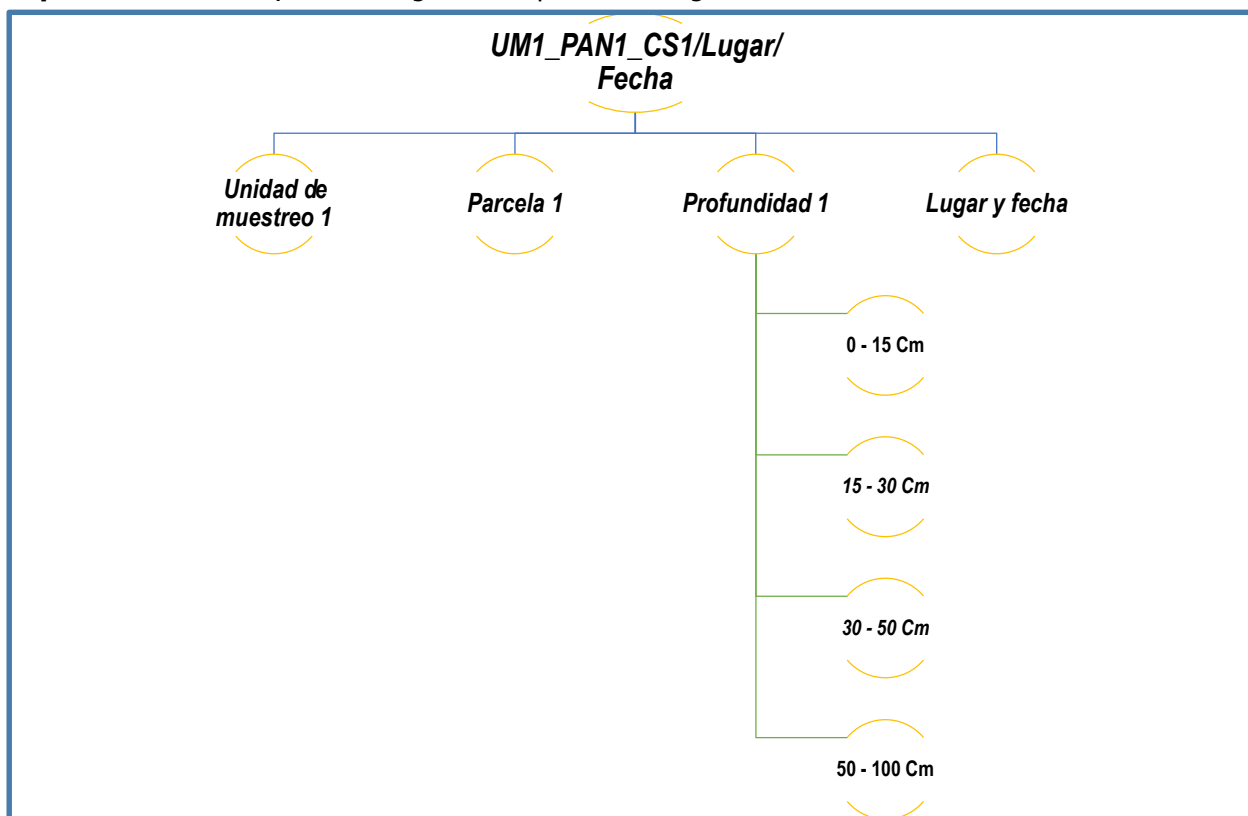 UM1_PAN1_CS1/Lugar/
Fecha
Unidad de
muestreo 1
Parcela 1
Profundidad 1
Lugar y fecha
0 - 15 Cm
15 - 30 Cm
30 - 50 Cm
50 - 100 Cm